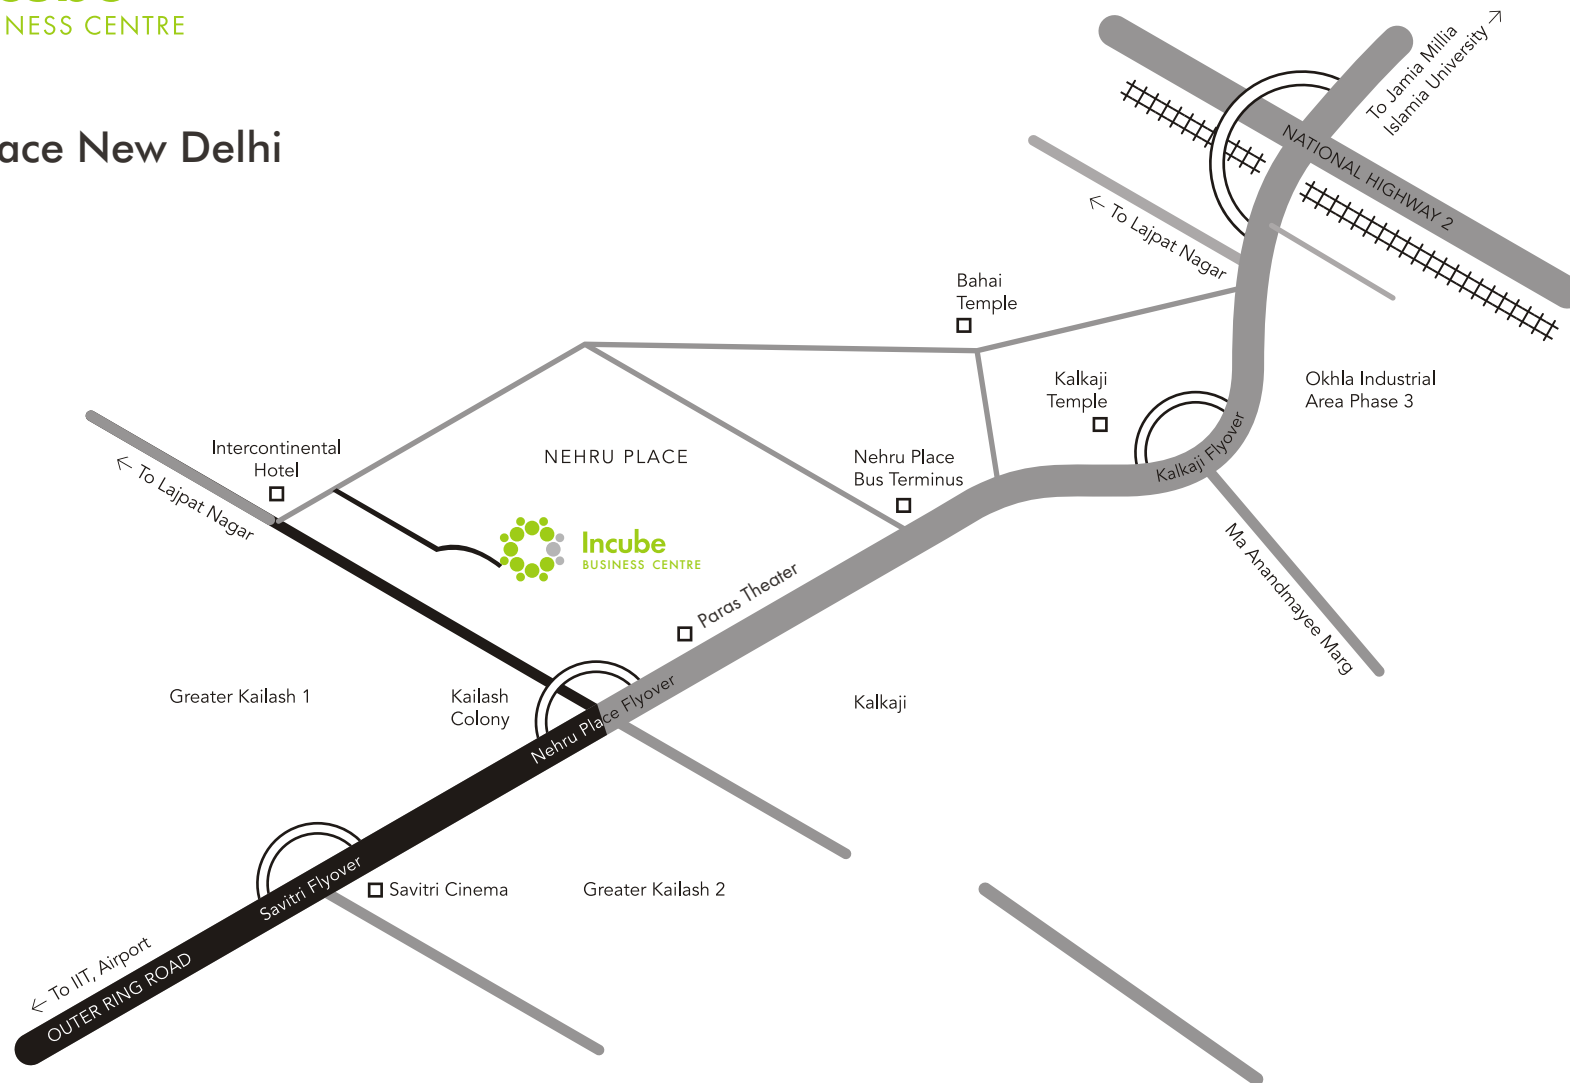 NESS CENTRE
ace New Delhi
To Jamia Millia
Islamia University
NATIONAL HIGHWAY 2
To Lajpat Nagar
Bahai
Temple
Kalkaji
Temple
Okhla Industrial
Area Phase 3
Intercontinental
Hotel
To Lajpat Nagar
NEHRU PLACE
Nehru Place
Bus Terminus
Kalkaji Flyover
Incube
BUSINESS CENTRE
Paras Theater
Ma Anandmayee Marg
Greater Kailash 1
Kailash
Colony
Nehru Place Flyover
Kalkaji
Savitri Flyover
Savitri Cinema
Greater Kailash 2
To IIT, Airport
OUTER RING ROAD